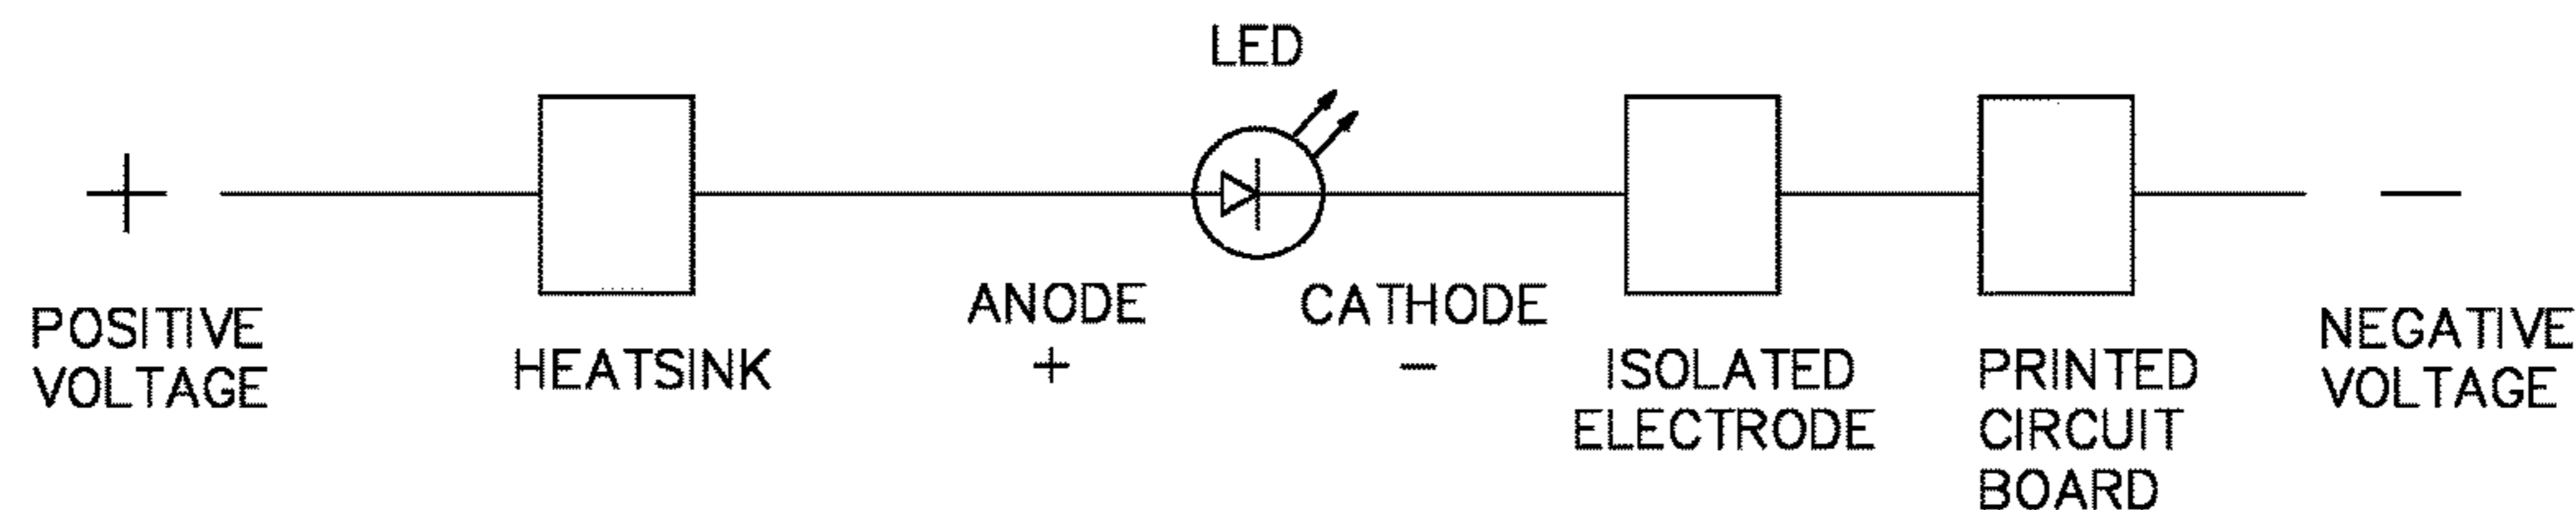 LED
+
POSITIVE
VOLTAGE
HEATSINK
ANODE
+
CATHODE
-
ISOLATED
ELECTRODE
PRINTED
CIRCUIT
BOARD
-
NEGATIVE
VOLTAGE